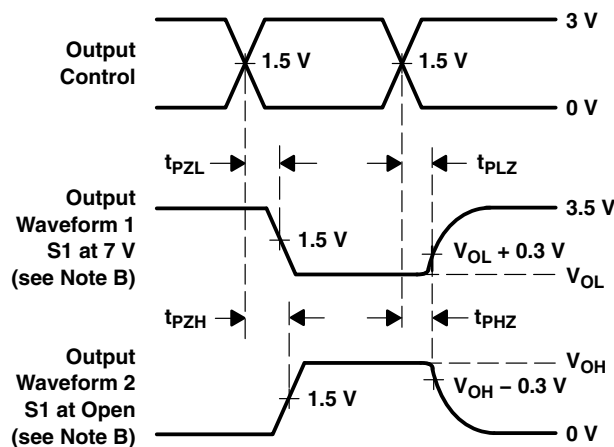 Output
Control
3 V
1.5 V
1.5 V
0 V
tPZL
tPLZ
Output
Waveform 1
S1 at 7 V
(see Note B)
3.5 V
1.5 V
VOL + 0.3 V
VOL
tPZH
tPHZ
Output
Waveform 2
S1 at Open
(see Note B)
VOH
VOH − 0.3 V
1.5 V
0 V